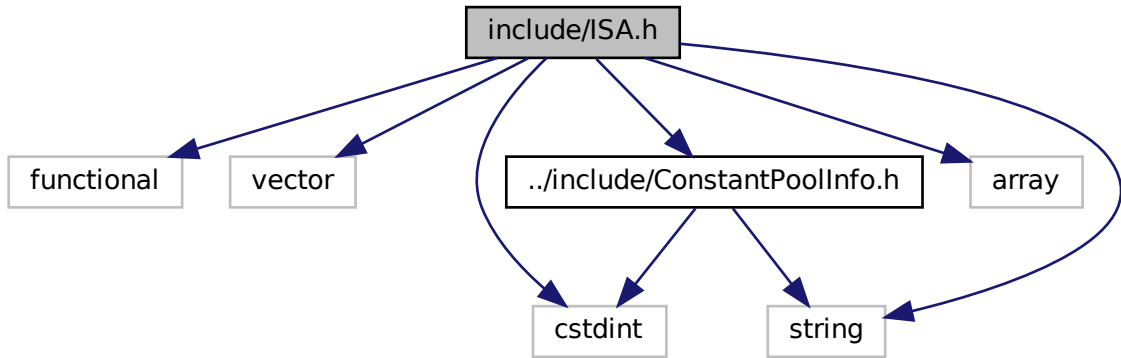 include/ISA.h
functional
vector
../include/ConstantPoolInfo.h
array
cstdint
string